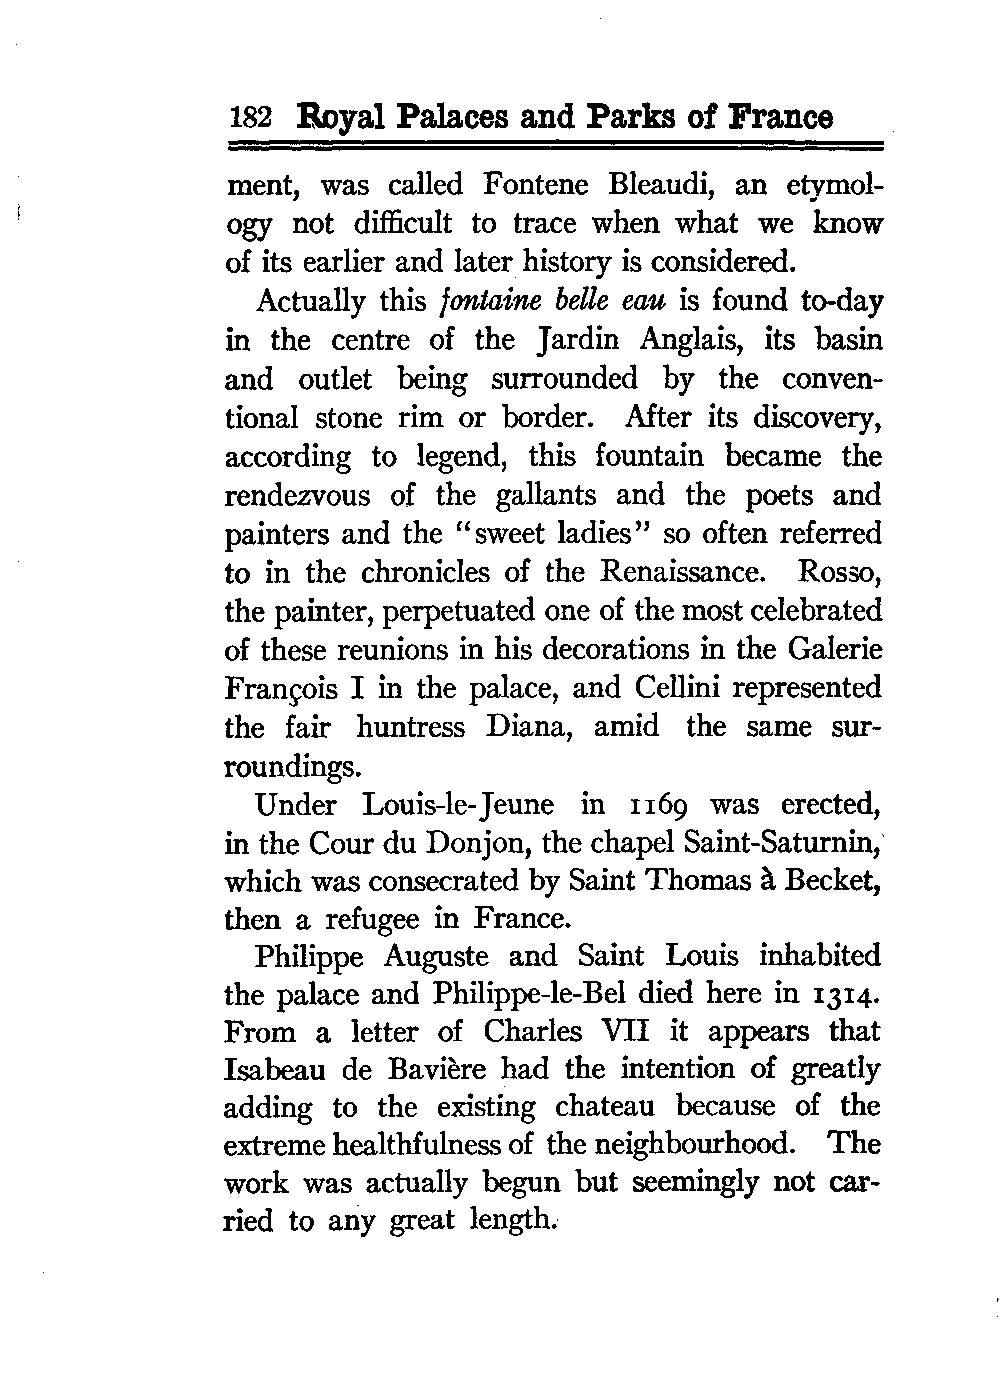 182 Royal Palaces and Parks of France
ment, was called Fontene Bleaudi, an etymol-
ogy not difficult to trace when what we know
of its earlier and later history is considered.
Actually this fontaine belle eau is found to-day
in the centre of the Jardin Anglais, its basin
and outlet being surrounded by the conven-
tional stone rim or border. After its discovery,
according to legend, this fountain became the
rendezvous of the gallants and the poets and
painters and the "sweet ladies" so often referred
to in the chronicles of the Renaissance. Rosso,
the painter, perpetuated one of the most celebrated
of these reunions in his decorations in the Galerie
François I in the palace, and Cellini represented
the fair huntress Diana, amid the same sur-
roundings.
Under Louis-le-Jeune in 1169 was erected,
in the Cour du Donjon, the chapel Saint-Saturnin,
which was consecrated by Saint Thomas à Becket,
then a refugee in France.
Philippe Auguste and Saint Louis inhabited
the palace and Philippe-le-Bel died here in 1314.
From a letter of Charles VII it appears that
Isabeau de Bavière had the intention of greatly
adding to the existing chateau because of the
extreme healthfulness of the neighbourhood. The
work was actually begun but seemingly not car-
ried to any great length.